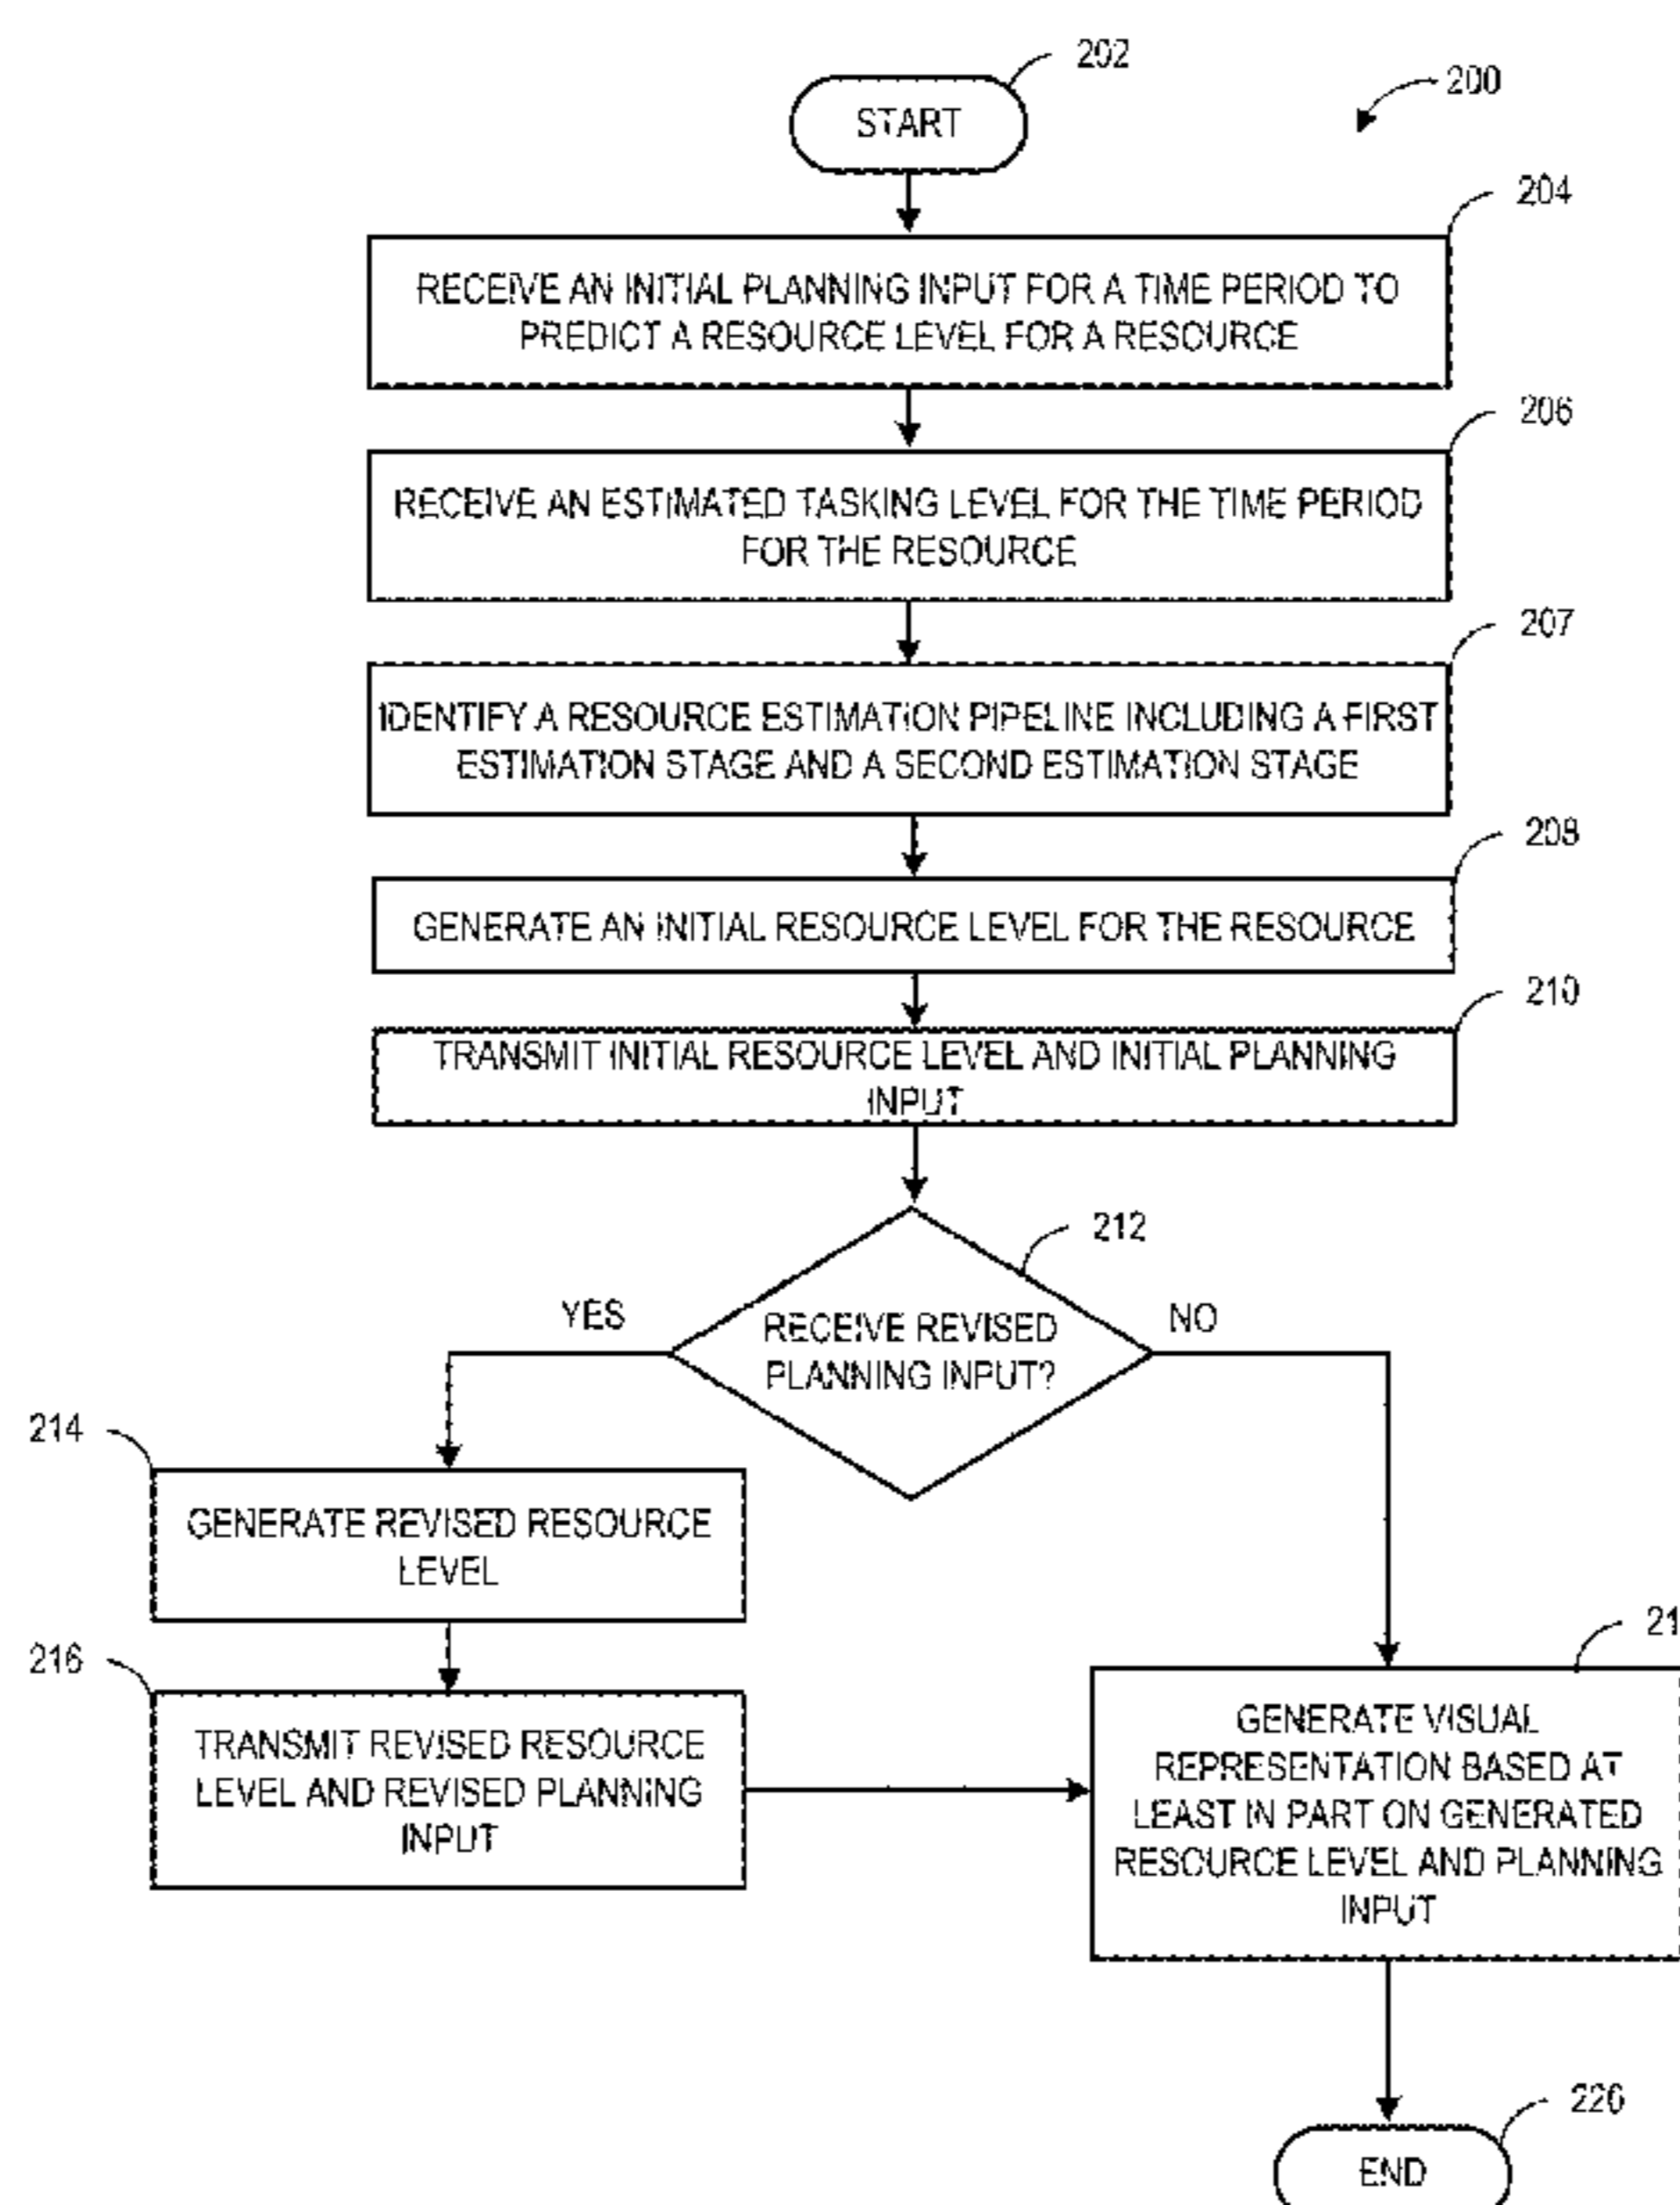 202
200
START
204
RECEIVE AN INITIAL PLANNING INPUT FOR A TIME PERIOD TO
PREDICT A RESOURCE LEVEL FOR A RESOURCE
206
RECEIVE AN ESTIMATED TASKING LEVEL FOR THE TIME PERIOD
FOR THE RESOURCE
207
IDENTIFY A RESOURCE ESTIMATION PIPELINE INCLUDING A FIRST
ESTIMATION STAGE AND A SECOND ESTIMATION STAGE
208
GENERATE AN INITIAL RESOURCE LEVEL FOR THE RESOURCE
210
TRANSMIT INITIAL RESOURCE LEVEL AND INITIAL PLANNING
INPUT
212
YES
NO
RECEIVE REVISED
PLANNING INPUT?
214
GENERATE REVISED RESOURCE
LEVEL
216
TRANSMIT REVISED RESOURCE
LEVEL AND REVISED PLANNING
INPUT
GENERATE VISUAL
REPRESENTATION BASED AT
LEAST IN PART ON GENERATED
RESOURCE LEVEL AND PLANNING
INPUT
226
END